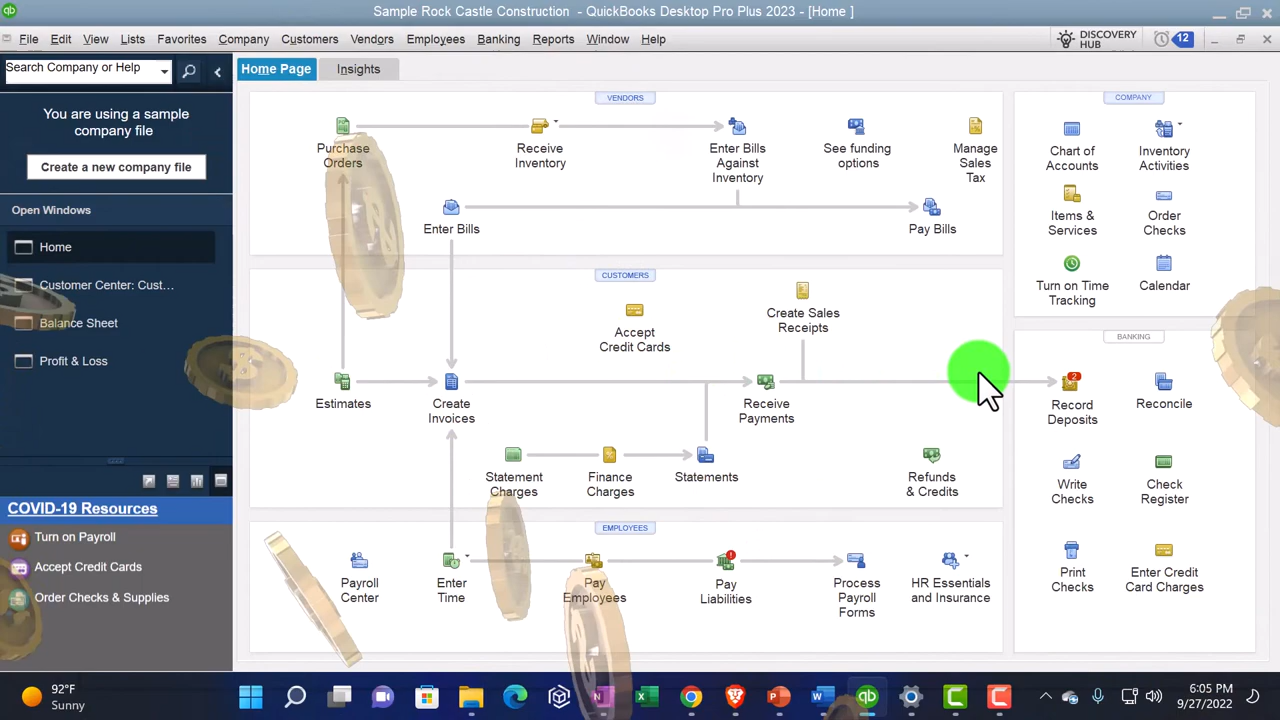 Sample Rock Castle Construction - QuickBooks Desktop Pro Plus 2023 - [Home ]
File Edit View Lists Favorites Company Customers Vendors Employees Banking Reports Window Help
DISCOVERY
HUB
12
Search Company or Help
Home Page
Insights
You are using a sample
company file
Create a new company file
Open Windows
Home
Customer Center: Cust...
Balance Sheet
Profit & Loss
COVID-19 Resources
Turn on Payroll
Accept Credit Cards
Order Checks & Supplies
VENDORS
Purchase
Orders
Receive
Inventory
Enter Bills
Against
Inventory
See funding
options
Manage
Sales
Tax
Enter Bills
Pay Bills
CUSTOMERS
Accept
Credit Cards
Create Sales
Receipts
Estimates
Create
Invoices
Receive
Payments
Statement
Charges
Finance
Charges
Statements
Refunds
& Credits
EMPLOYEES
Payroll
Center
Enter
Time
Pay
Employees
Pay
Liabilities
Process
Payroll
Forms
HR Essentials
and Insurance
COMPANY
Chart of
Accounts
Inventory
Activities
Items &
Services
Order
Checks
Turn on Time
Tracking
Calendar
BANKING
2
Record
Deposits
Reconcile
Write
Checks
Check
Register
Print
Checks
Enter Credit
Card Charges
92°F
Sunny
6:05 PM
9/27/2022